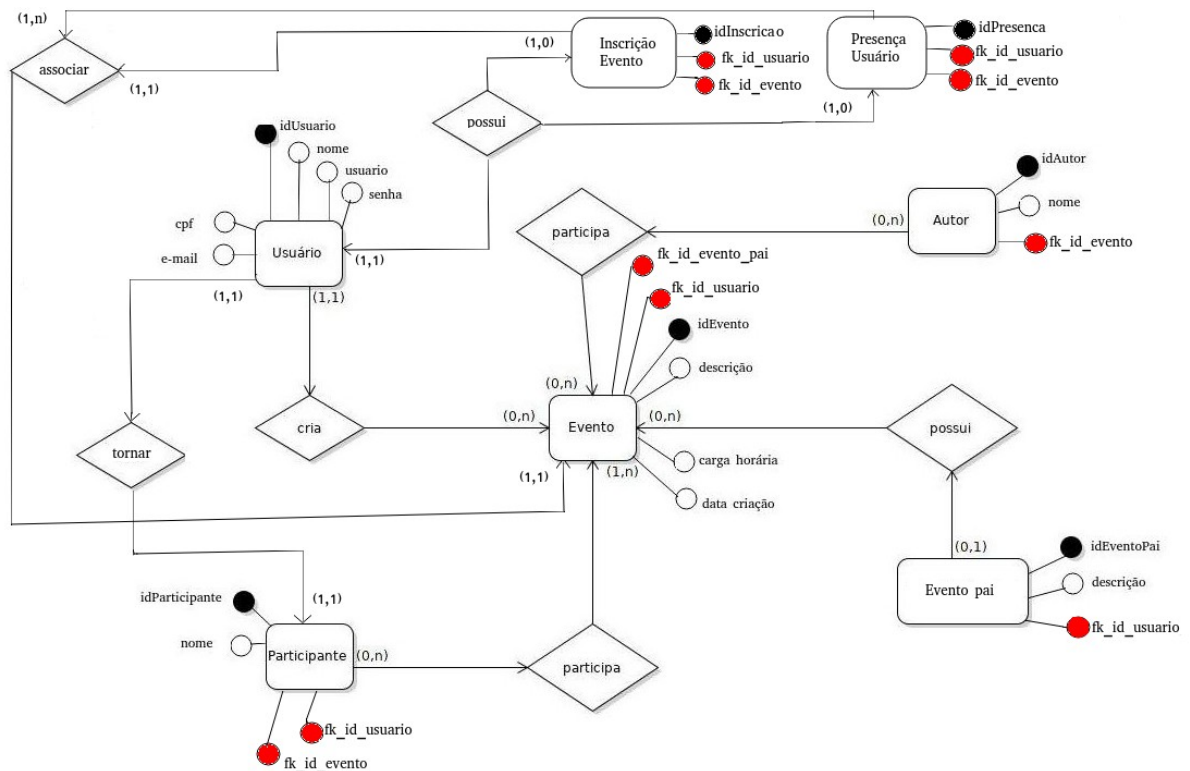 (1,n)
associar
(1,1)
(1,0)
Inscrição
Evento
idInscricao
fk_id_usuario
fk_id_evento
Presença
Usuário
idPresenca
fk_id_usuario
fk_id_evento
(1,0)
possui
idUsuario
nome
usuario
senha
cpf
e-mail
Usuário
(1,1)
(1,1)
(1,1)
participa
(0,n)
Autor
idAutor
nome
fk_id_evento
fk_id_evento_pai
fk_id_usuario
idEvento
descrição
(0,n)
(0,n)
Evento
(0,n)
carga horária
data criação
(1,1)
(1,n)
cria
tornar
possui
(0,1)
Evento pai
idEventoPai
descrição
fk_id_usuario
idParticipante
nome
(1,1)
Participante
(0,n)
participa
fk_id_usuario
fk_id_evento